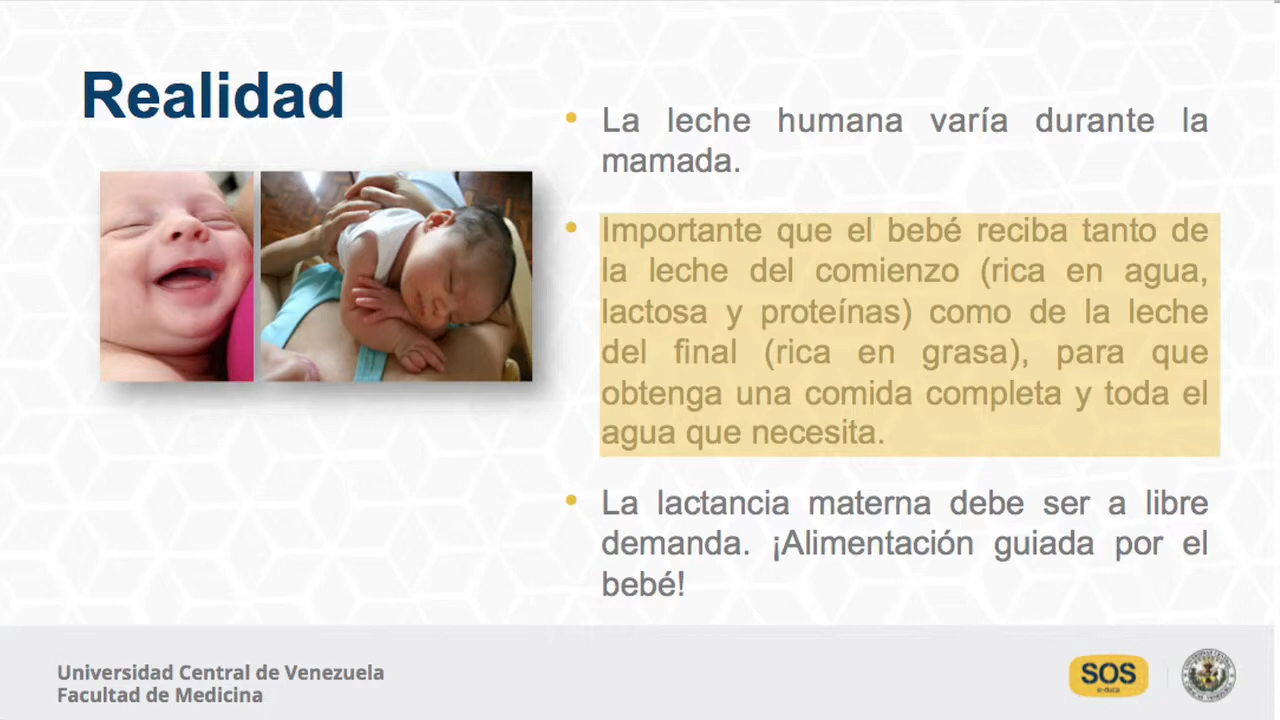 Realidad
La leche humana varía durante la
mamada.
Importante que el bebé reciba tanto de
la leche del comienzo (rica en agua,
lactosa y proteínas) como de la leche
del final (rica en grasa), para que
obtenga una comida completa y toda el
agua que necesita.
La lactancia materna debe ser a libre
demanda. ¡Alimentación guiada por el
bebé!
Universidad Central de Venezuela
Facultad de Medicina
SOS
e-duca